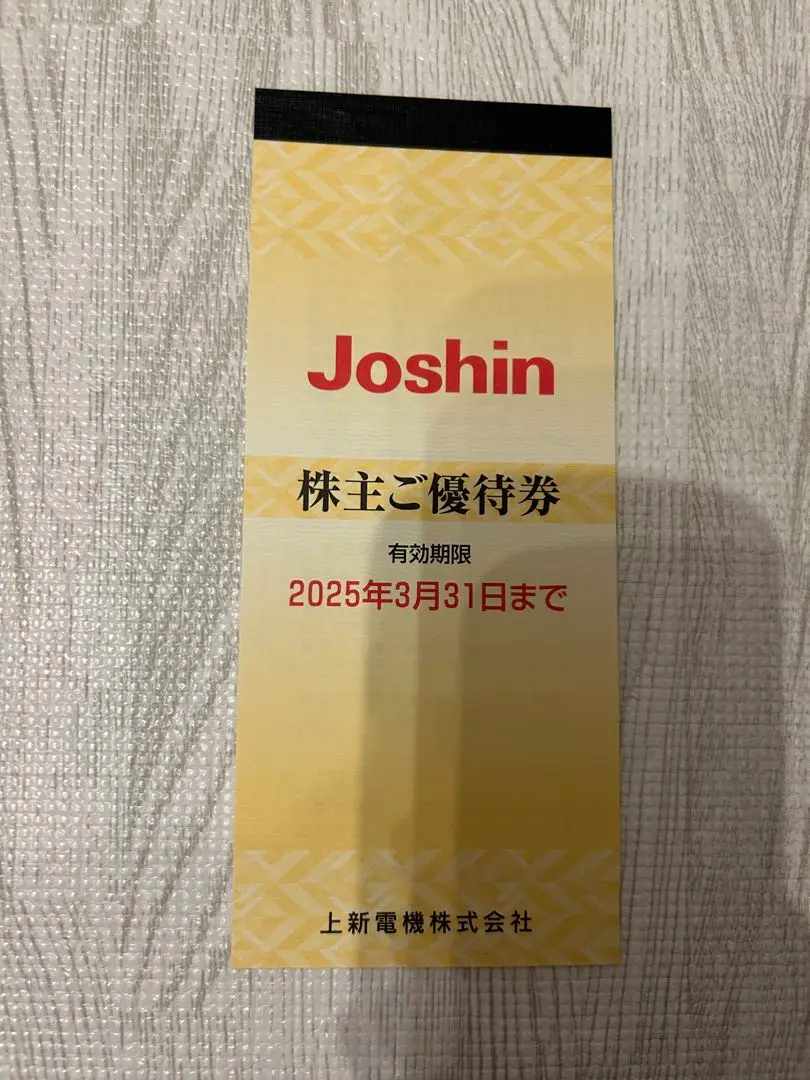 Joshin
株主ご優待券
有効期限
2025年3月31日まで
上新電機株式会社